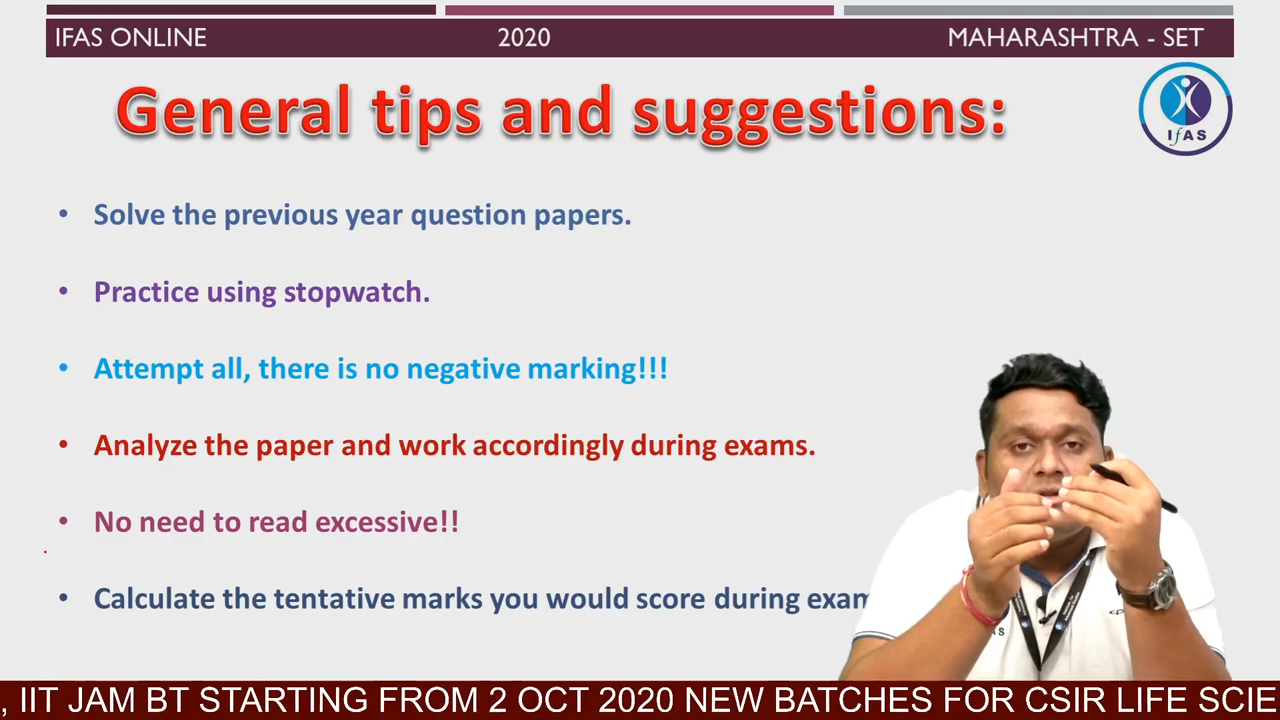 IFAS ONLINE 2020 MAHARASHTRA - SET
General tips and suggestions:
IfAS
• Solve the previous year question papers.
• Practice using stopwatch.
• Attempt all, there is no negative marking!!!
• Analyze the paper and work accordingly during exams.
• No need to read excessive!!
• Calculate the tentative marks you would score during exam
, IIT JAM BT STARTING FROM 2 OCT 2020 NEW BATCHES FOR CSIR LIFE SCIE